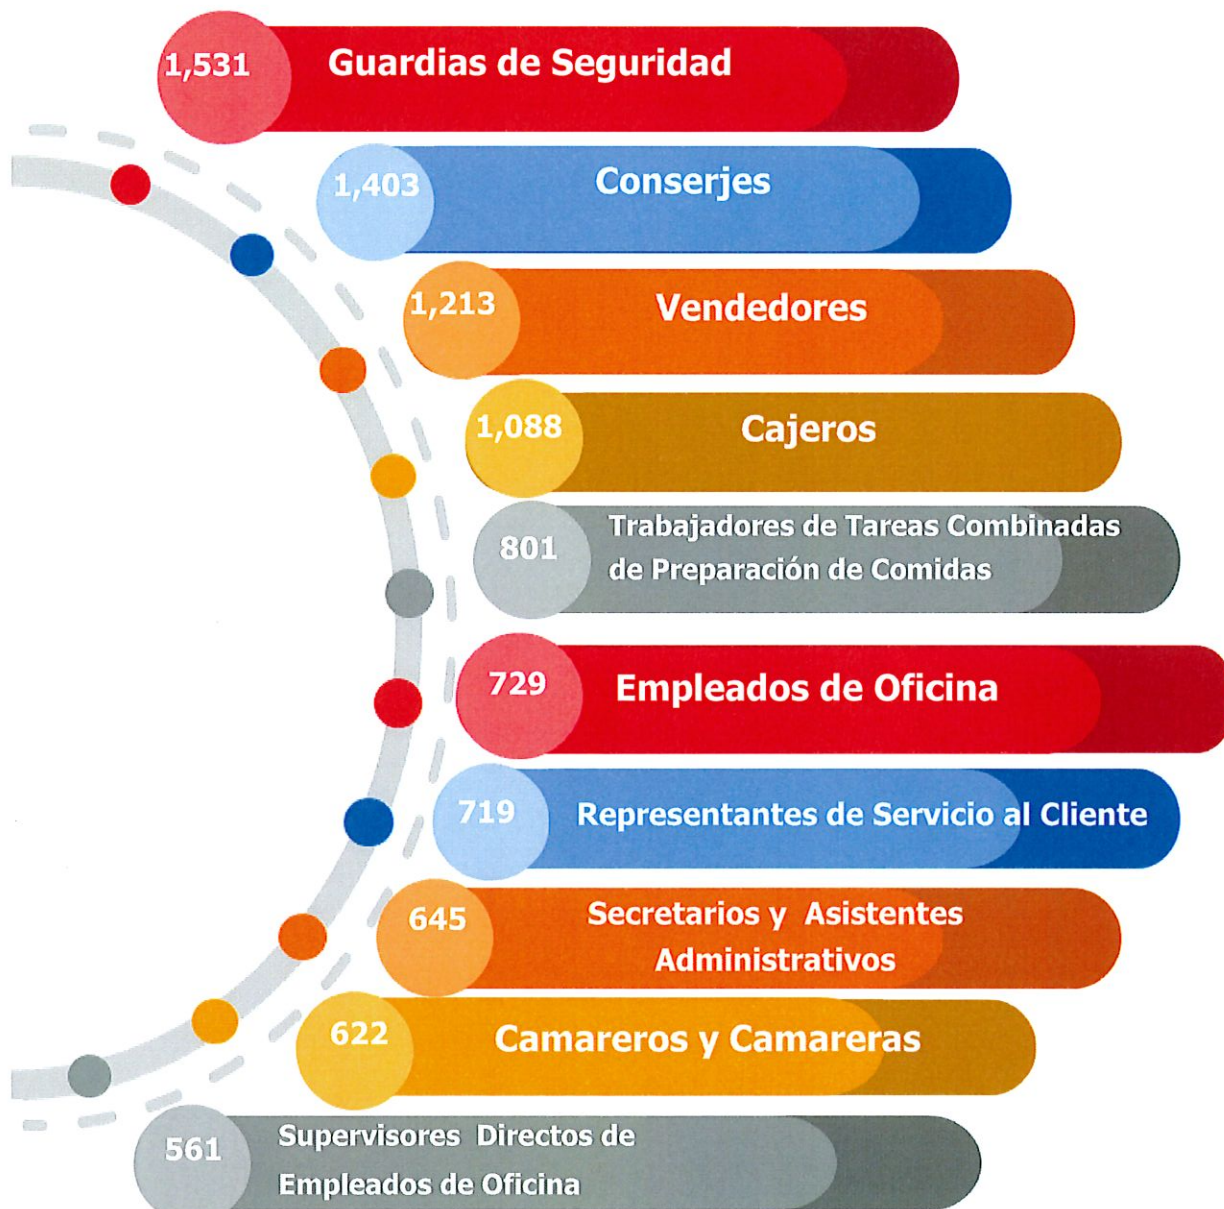 1,531 Guardias de Seguridad
1,403 Conserjes
1,213 Vendedores
1,088 Cajeros
801 Trabajadores de Tareas Combinadas
de Preparación de Comidas
729 Empleados de Oficina
719 Representantes de Servicio al Cliente
645 Secretarios y Asistentes
Administrativos
622 Camareros y Camareras
561 Supervisores Directos de
Empleados de Oficina